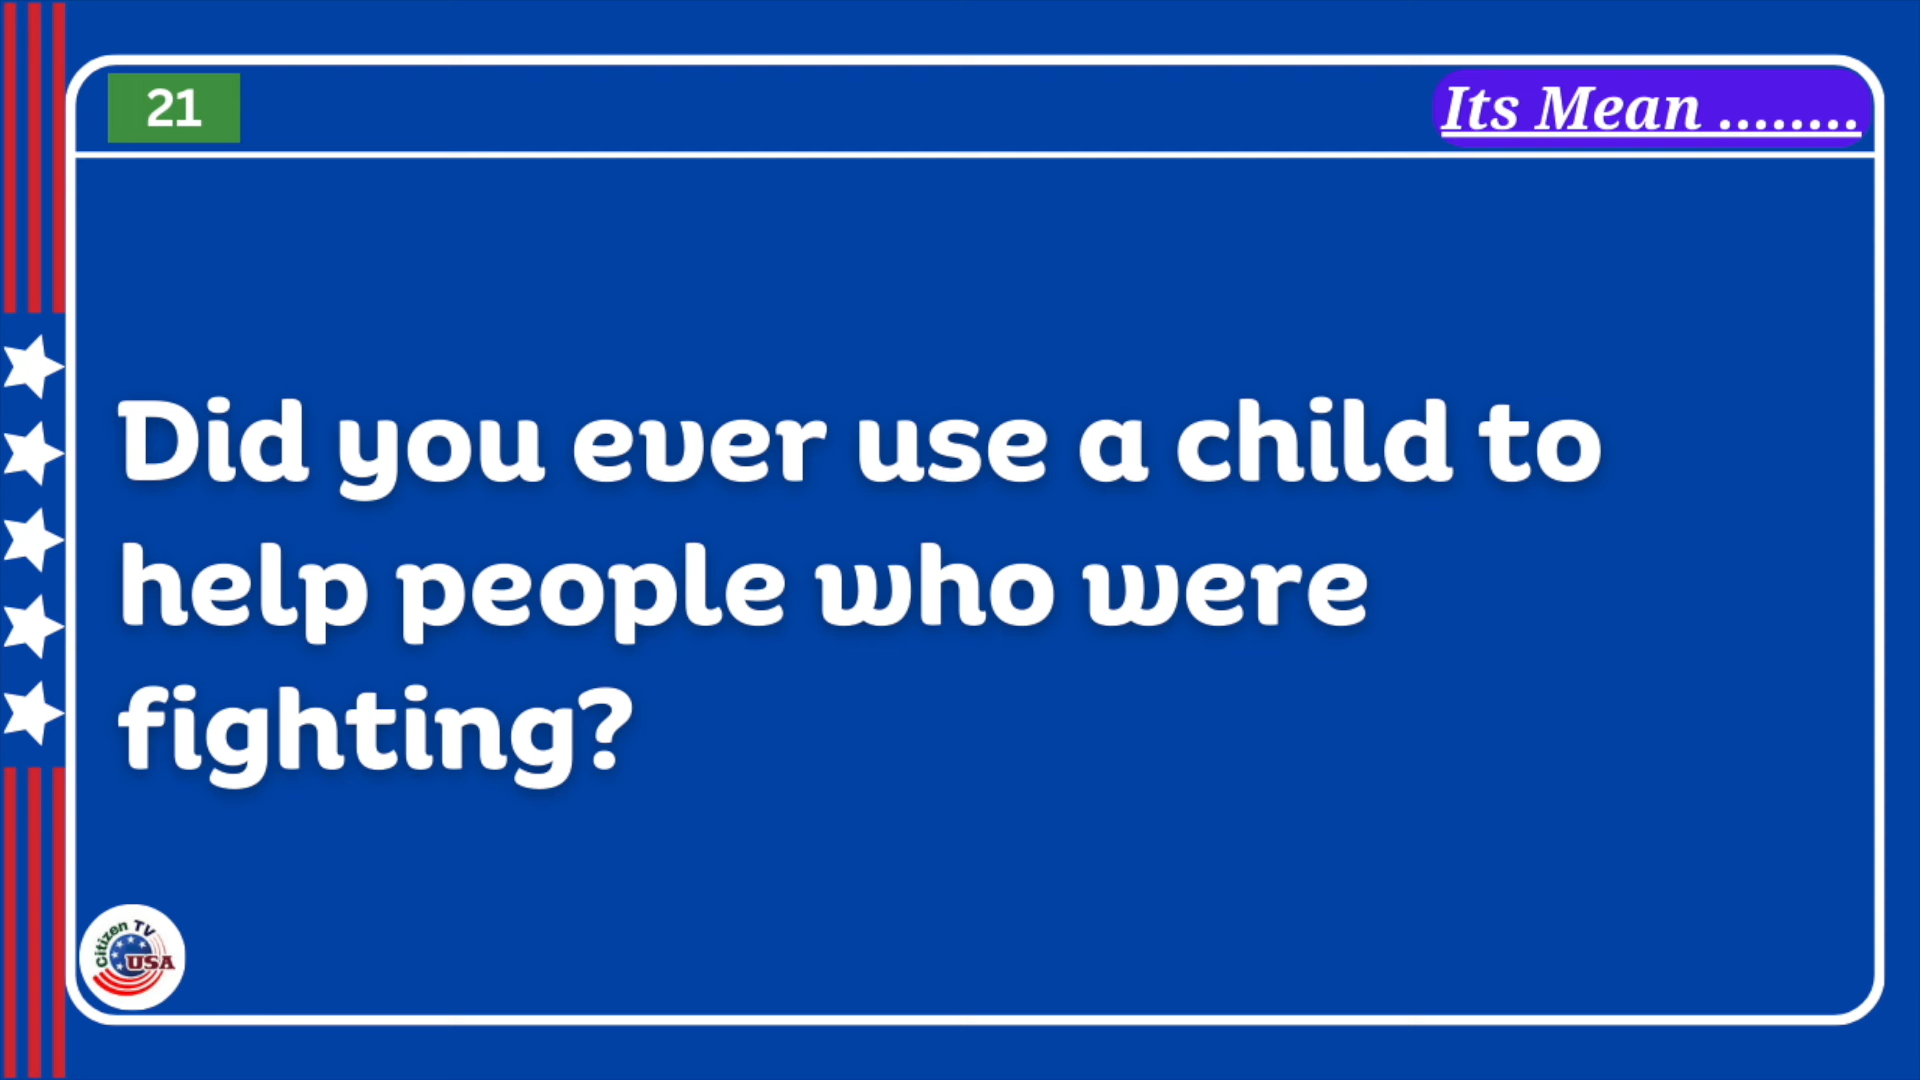 21
Its Mean ........
Did you ever use a child to
help people who were
fighting?
Citizen TV
USA